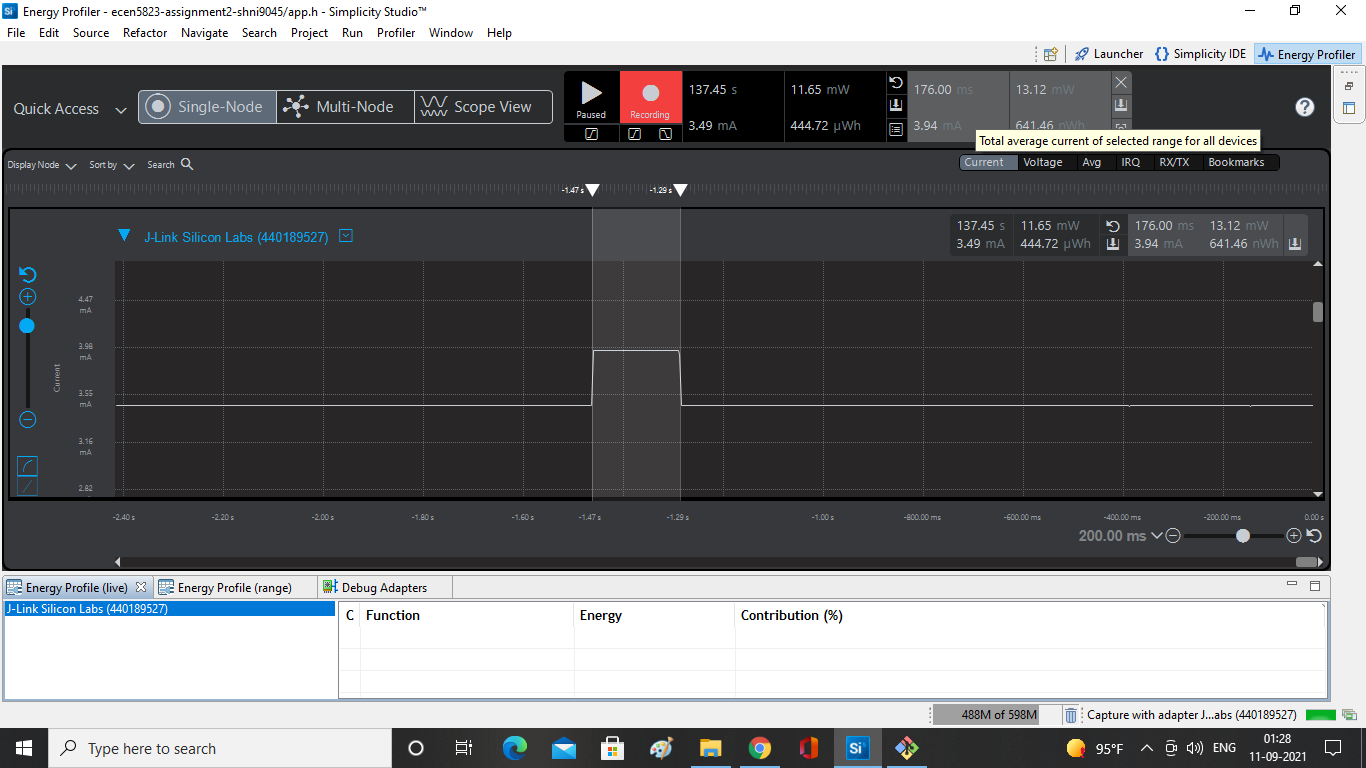 Energy Profiler - ecen5823-assignment2-shni9045/app.h - Simplicity Studio™
File Edit Source Refactor Navigate Search Project Run Profiler Window Help
Launcher Simplicity IDE Energy Profiler
Quick Access Single-Node Multi-Node Scope View
Paused Recording
137.45 s 11.65 mW 176.00 ms 13.12 mW
3.49 mA 444.72 µWh 3.94 mA 641.46 nWh
Total average current of selected range for all devices
Display Node Sort by Search
Current Voltage Avg IRQ RX/TX Bookmarks
-1.47 s -1.29 s
J-Link Silicon Labs (440189527)
137.45 s 11.65 mW 176.00 ms 13.12 mW
3.49 mA 444.72 µWh 3.94 mA 641.46 nWh
Current
4.47
mA
3.98
mA
3.55
mA
3.16
mA
2.82
-2.40 s -2.20 s -2.00 s -1.80 s -1.60 s -1.47 s -1.29 s -1.00 s -800.00 ms -600.00 ms -400.00 ms -200.00 ms 0.00 s
200.00 ms
Energy Profile (live) Energy Profile (range) Debug Adapters
J-Link Silicon Labs (440189527)
C Function Energy Contribution (%)
488M of 598M Capture with adapter J...abs (440189527)
Type here to search
Si
95°F ENG
01:28
11-09-2021